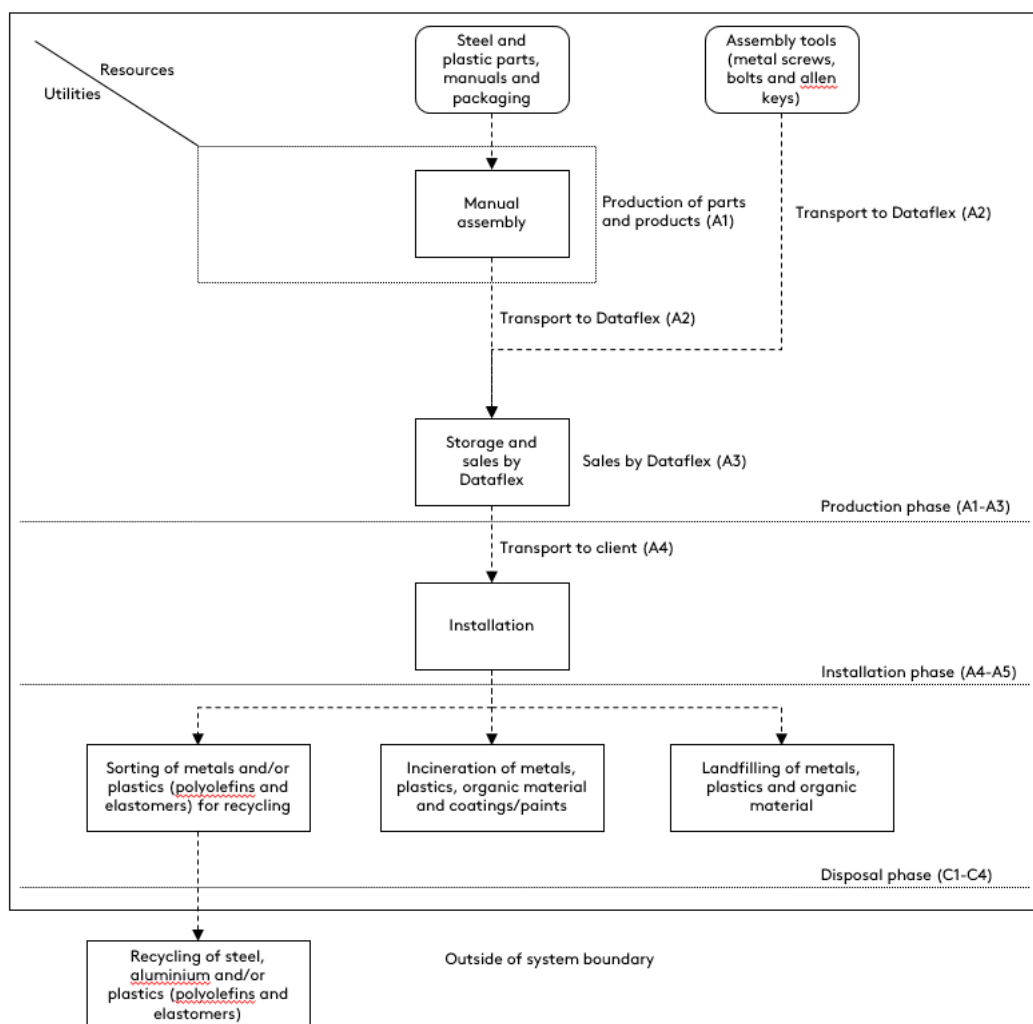 Steel and
plastic parts,
manuals and
packaging
Assembly tools
(metal screws,
bolts and allen
keys)
Resources
Utilities
Manual
assembly
Production of parts
and products (A1)
Transport to Dataflex (A2)
Transport to Dataflex (A2)
Storage and
sales by
Dataflex
Sales by Dataflex (A3)
Production phase (A1-A3)
Transport to client (A4)
Installation
Installation phase (A4-A5)
Sorting of metals and/or
plastics (polyolefins and
elastomers) for recycling
Incineration of metals,
plastics, organic material
and coatings/paints
Landfilling of metals,
plastics and organic
material
Disposal phase (C1-C4)
Recycling of steel,
aluminium and/or
plastics (polyolefins and
elastomers)
Outside of system boundary